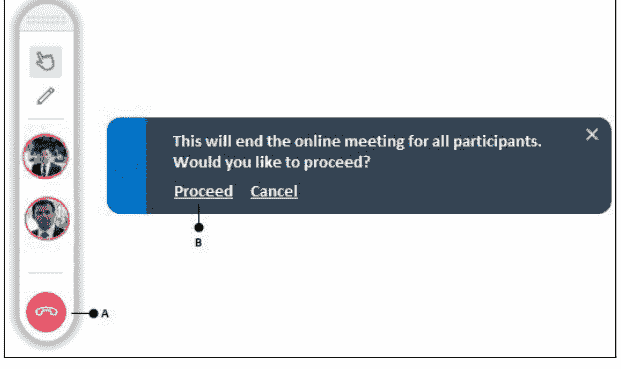 This will end the online meeting for all participants.
Would you like to proceed?
Proceed Cancel
B
A